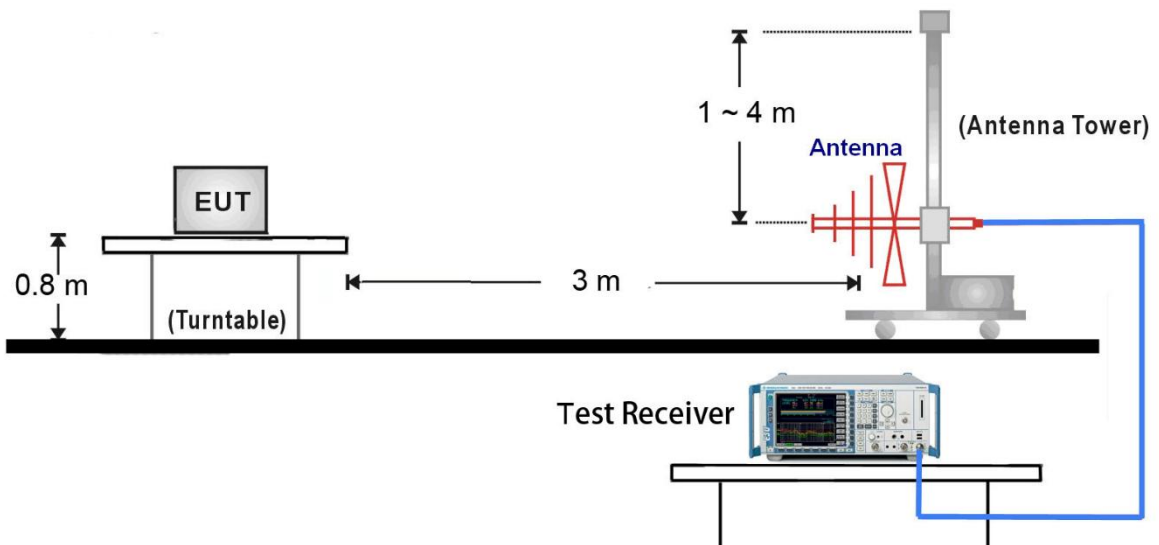 1 ~ 4 m
(Antenna Tower)
Antenna
EUT
0.8 m
3 m
(Turntable)
Test Receiver